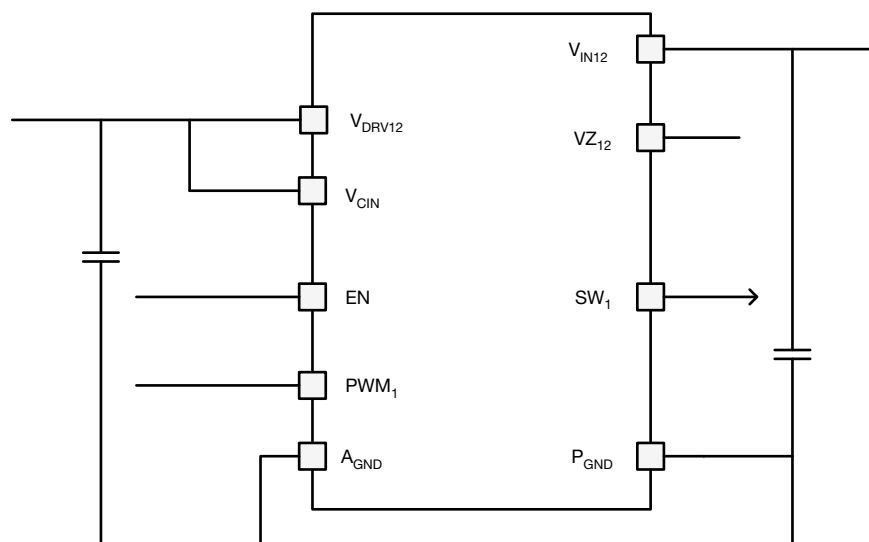 V_IN12
V_DRV12
VZ_12
V_CIN
EN
SW_1
PWM_1
A_GND
P_GND